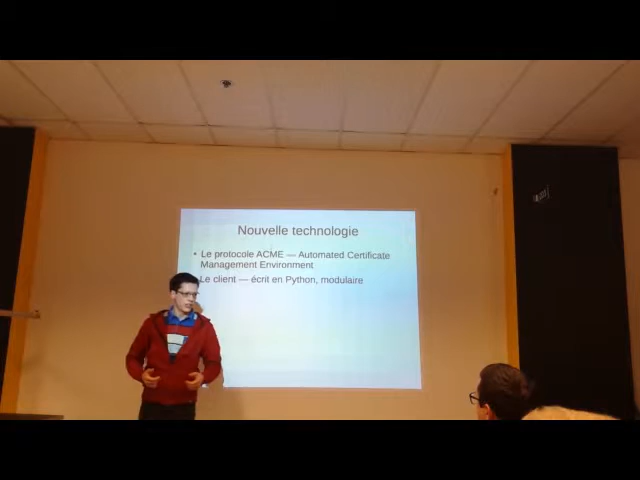 Nouvelle technologie
• Le protocole ACME — Automated Certificate
Management Environment
Le client — écrit en Python, modulaire